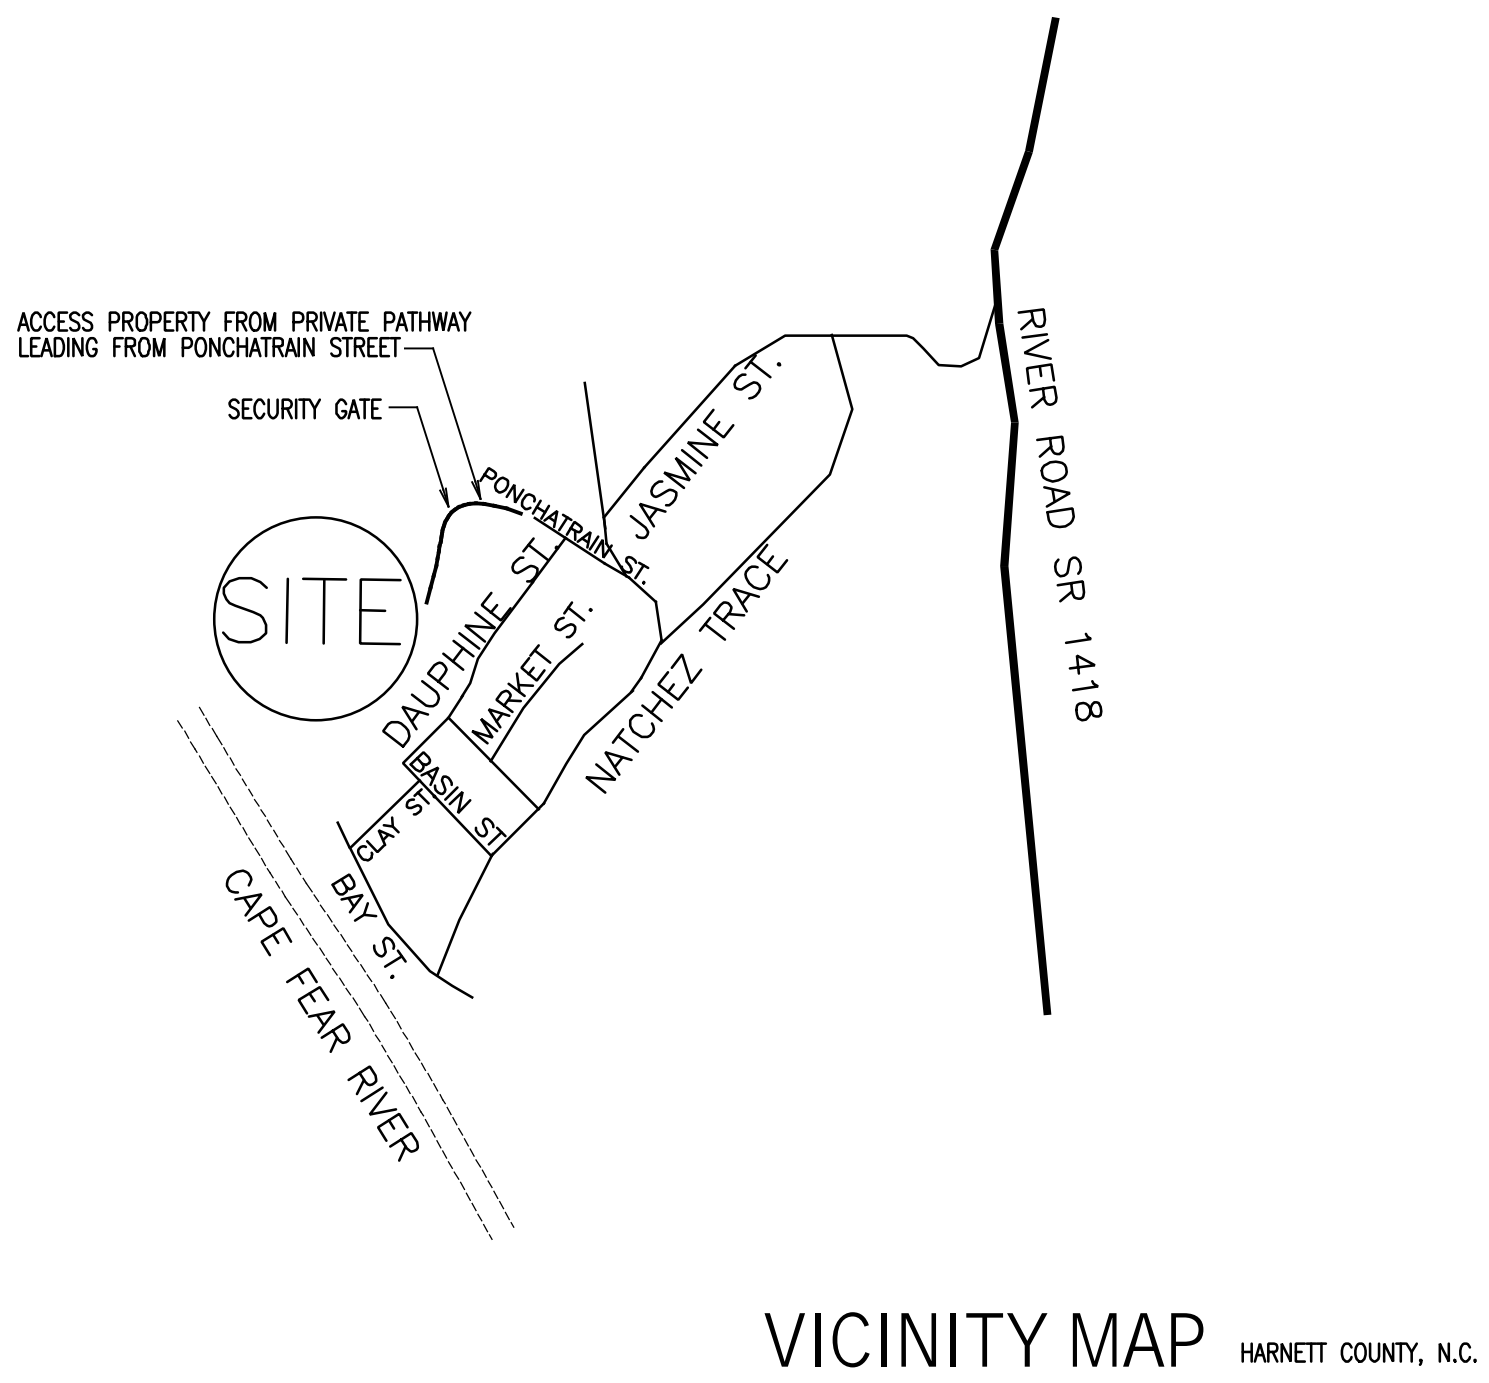 ACCESS PROPERTY FROM PRIVATE PATHWAY
LEADING FROM PONCHATRAIN STREET
SECURITY GATE
SITE
PONCHATRAIN ST.
JASMINE ST.
RIVER ROAD SR 1418
DAUPHINE ST.
MARKET ST.
NATCHEZ TRACE
BASIN ST
CLAY ST.
BAY ST.
CAPE FEAR RIVER
VICINITY MAP HARNETT COUNTY, N.C.